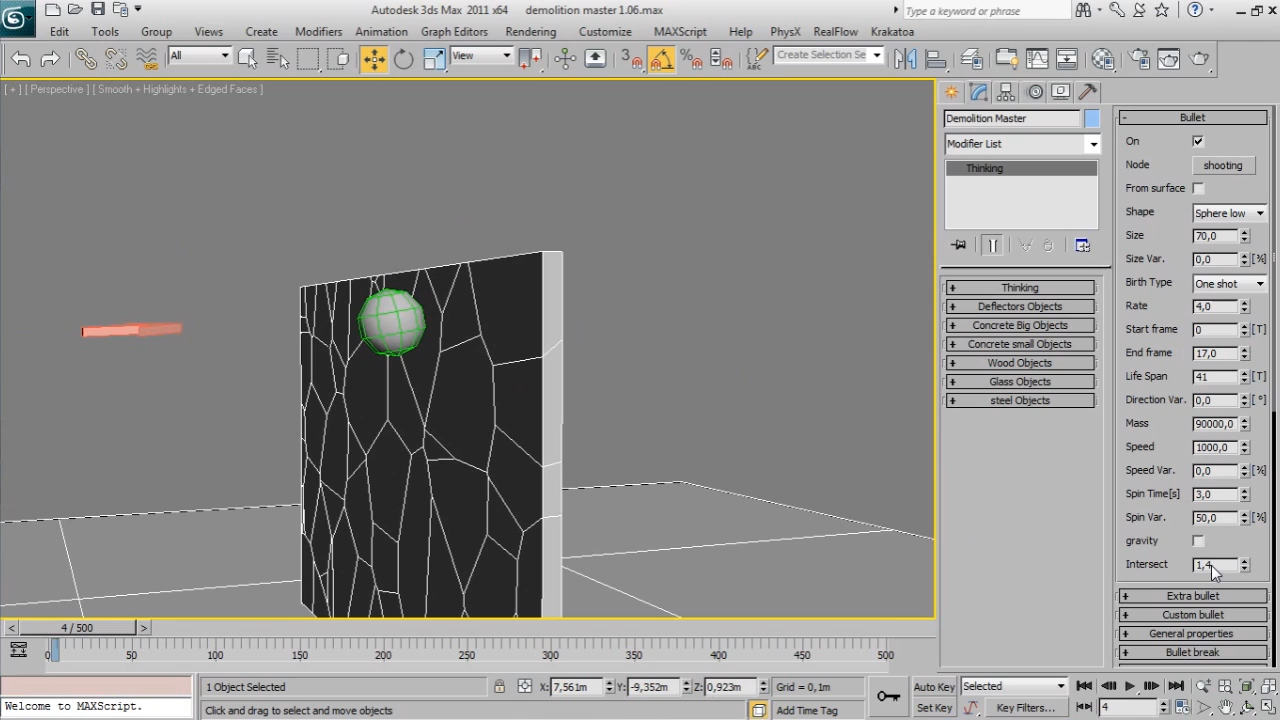 Autodesk 3ds Max 2011 x64 demolition master 1.06.max
Type a keyword or phrase
Edit Tools Group Views Create Modifiers Animation Graph Editors Rendering Customize MAXScript Help PhysX RealFlow Krakatoa
All View 3 Create Selection Se
[ + ] [ Perspective ] [ Smooth + Highlights + Edged Faces ]
Demolition Master
Modifier List
Thinking
Thinking
Deflectors Objects
Concrete Big Objects
Concrete small Objects
Wood Objects
Glass Objects
steel Objects
- Bullet
On
Node shooting
From surface
Shape Sphere low
Size 70,0
Size Var. 0,0 [%]
Birth Type One shot
Rate 4,0
Start frame 0 [T]
End frame 17,0
Life Span 41 [T]
Direction Var. 0,0 [ °]
Mass 90000,0
Speed 1000,0
Speed Var. 0,0 [%]
Spin Time[s] 3,0
Spin Var. 50,0 [%]
gravity
Intersect 1,4
+ Extra bullet
+ Custom bullet
+ General properties
+ Bullet break
< 4 / 500 >
0 50 100 150 200 250 300 350 400 450 500
1 Object Selected X: 7,561m Y: -9,352m Z: 0,923m Grid = 0,1m Auto Key Selected
Welcome to MAXScript. Click and drag to select and move objects Add Time Tag Set Key Key Filters... 4